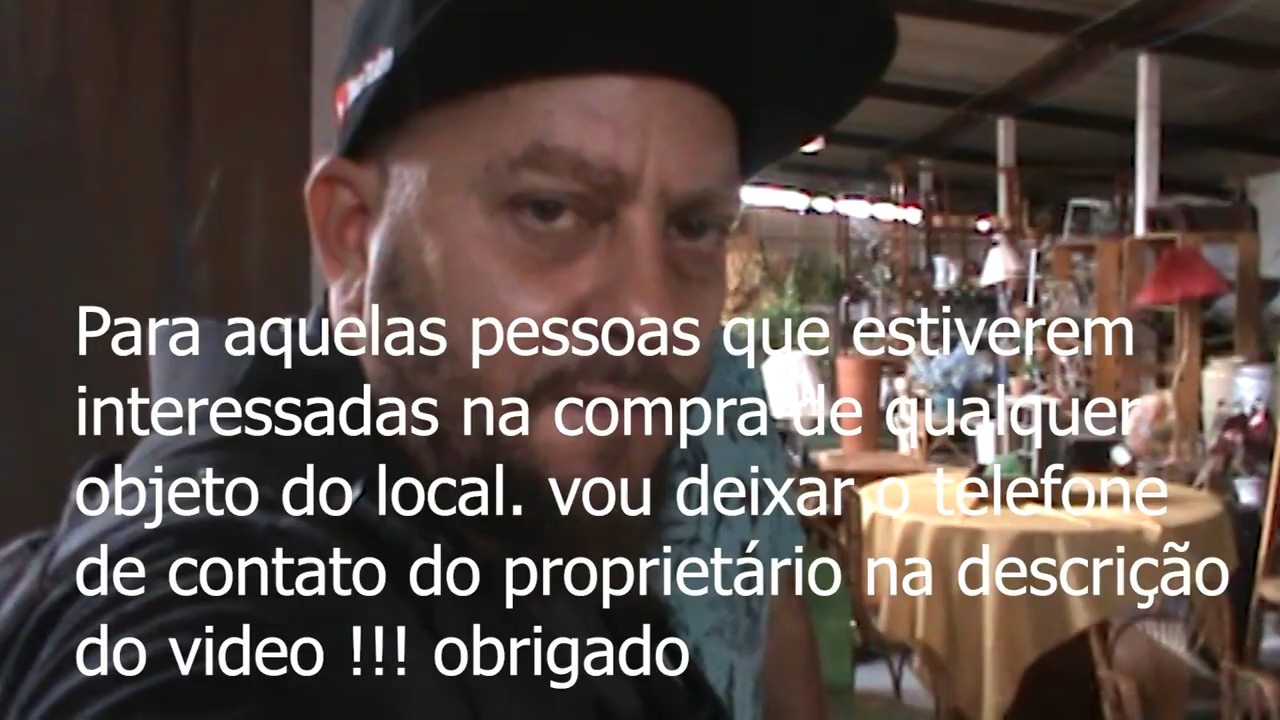 Para aquelas pessoas que estiverem
interessadas na compra de qualquer
objeto do local. vou deixar o telefone
de contato do proprietário na descrição
do video !!! obrigado